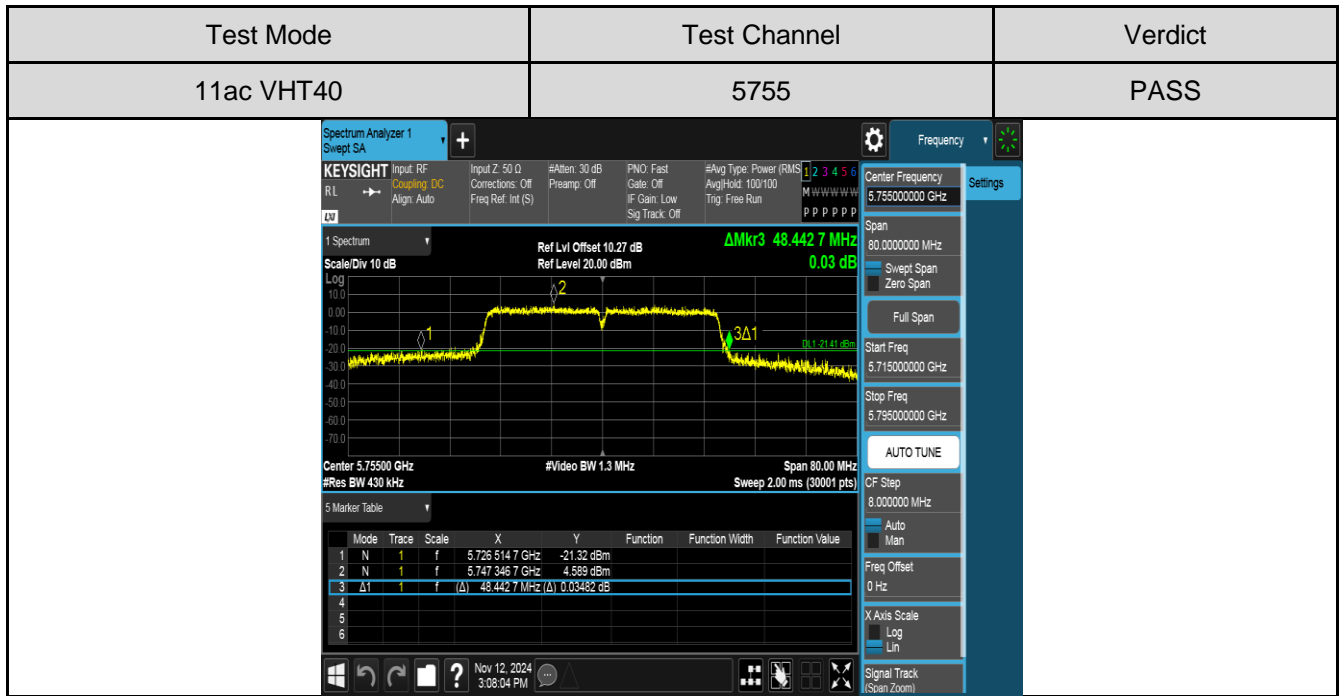 Test Mode Test Channel Verdict
11ac VHT40 5755 PASS
Spectrum Analyzer 1
Swept SA
+
Frequency
KEYSIGHT Input: RF Input Z: 50 Ω #Atten: 30 dB PNO: Fast #Avg Type: Power (RMS 1 2 3 4 5 6
RL Coupling: DC Corrections: Off Preamp: Off Gate: Off Avg|Hold: 100/100 M W W W W W
Align: Auto Freq Ref: Int (S) IF Gain: Low Trig: Free Run
LXI Sig Track: Off P P P P P P
1 Spectrum Ref Lvl Offset 10.27 dB ΔMkr3 48.442 7 MHz
Scale/Div 10 dB Ref Level 20.00 dBm 0.03 dB
Log
10.0
0.00
-10.0
-20.0
-30.0
-40.0
-50.0
-60.0
-70.0
2
1
3Δ1
DL1 -21.41 dBm
Center 5.75500 GHz #Video BW 1.3 MHz Span 80.00 MHz
#Res BW 430 kHz Sweep 2.00 ms (30001 pts)
5 Marker Table
Mode Trace Scale X Y Function Function Width Function Value
1 N 1 f 5.726 514 7 GHz -21.32 dBm
2 N 1 f 5.747 346 7 GHz 4.589 dBm
3 Δ1 1 f (Δ) 48.442 7 MHz (Δ) 0.03482 dB
4
5
6
Nov 12, 2024
3:08:04 PM
Center Frequency
5.755000000 GHz
Settings
Span
80.0000000 MHz
Swept Span
Zero Span
Full Span
Start Freq
5.715000000 GHz
Stop Freq
5.795000000 GHz
AUTO TUNE
CF Step
8.000000 MHz
Auto
Man
Freq Offset
0 Hz
X Axis Scale
Log
Lin
Signal Track
(Span Zoom)